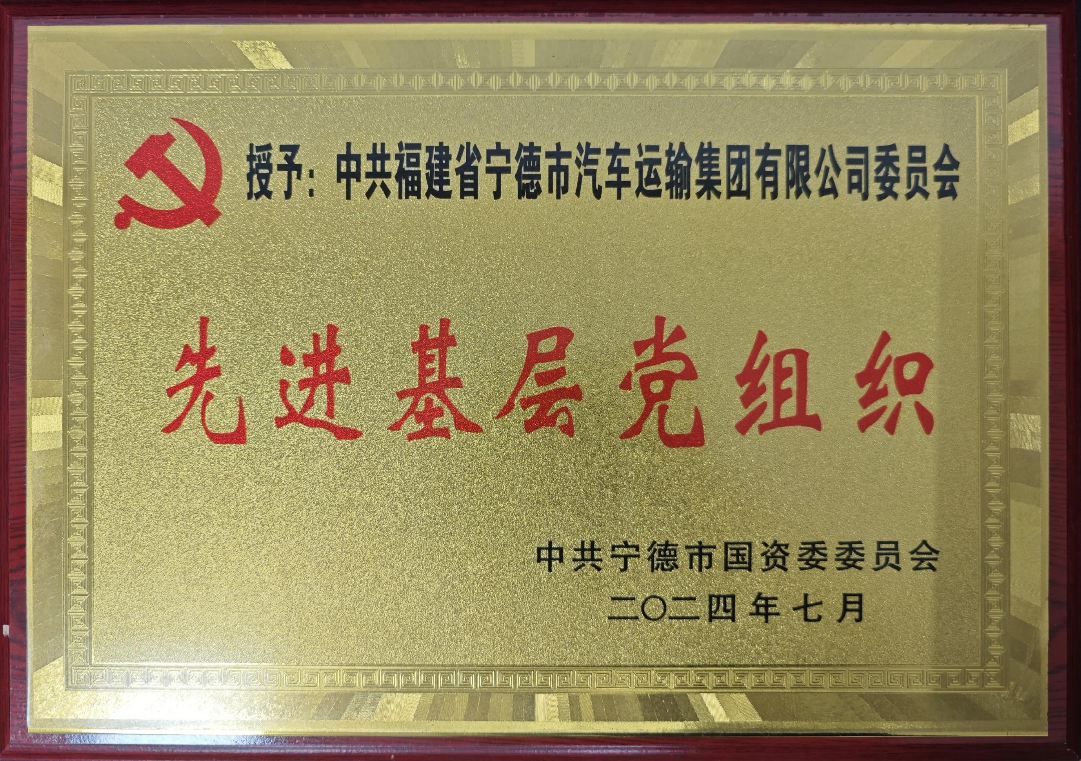 授予：中共福建省宁德市汽车运输集团有限公司委员会
先进基层党组织
中共宁德市国资委委员会
二〇二四年七月